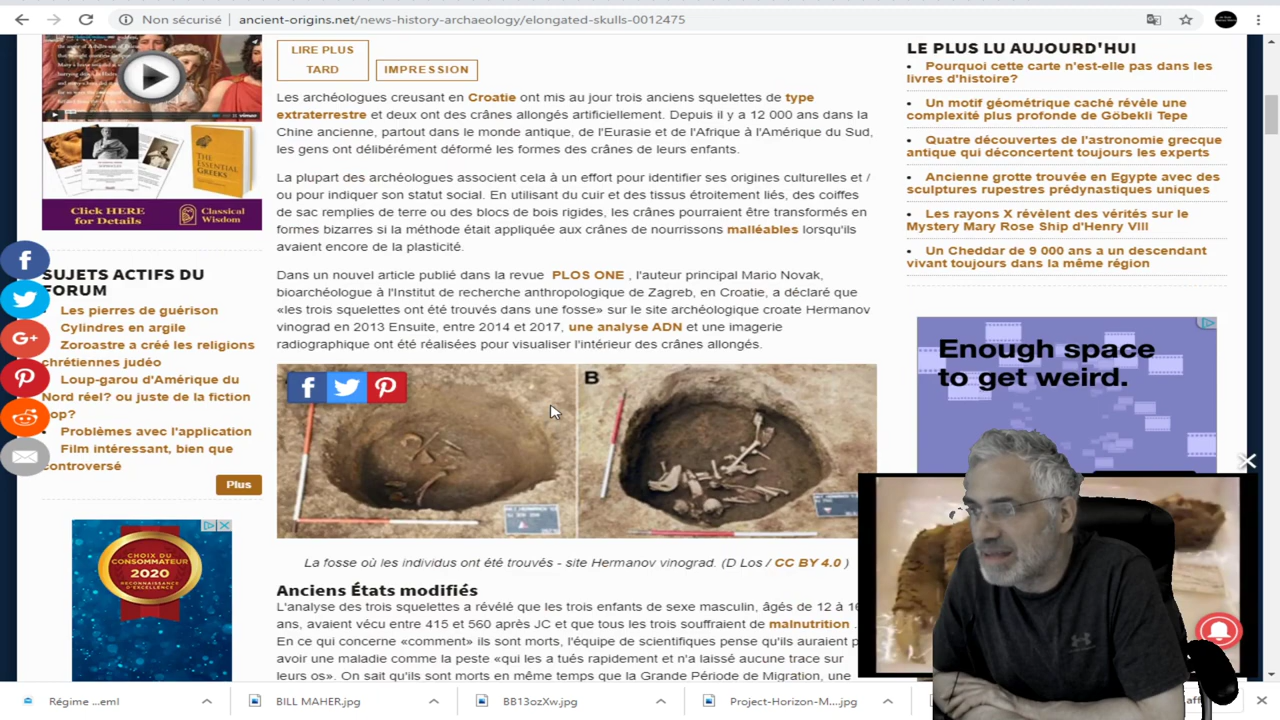 Non sécurisé
ancient-origins.net/news-history-archaeology/elongated-skulls-0012475
Click HERE
for Details
Classical
Wisdom
THE
ESSENTIAL
GREEKS
vimeo
SUJETS ACTIFS DU
FORUM
Les pierres de guérison
Cylindres en argile
Zoroastre a créé les religions
chrétiennes judéo
Loup-garou d'Amérique du
Nord réel? ou juste de la fiction
op?
Problèmes avec l'application
Film intéressant, bien que
controversé
Plus
CHOIX DU
CONSOMMATEUR
2020
LIRE PLUS
TARD
IMPRESSION
Les archéologues creusant en Croatie ont mis au jour trois anciens squelettes de type
extraterrestre et deux ont des crânes allongés artificiellement. Depuis il y a 12 000 ans dans la
Chine ancienne, partout dans le monde antique, de l'Eurasie et de l'Afrique à l'Amérique du Sud,
les gens ont délibérément déformé les formes des crânes de leurs enfants.
La plupart des archéologues associent cela à un effort pour identifier ses origines culturelles et /
ou pour indiquer son statut social. En utilisant du cuir et des tissus étroitement liés, des coiffes
de sac remplies de terre ou des blocs de bois rigides, les crânes pourraient être transformés en
formes bizarres si la méthode était appliquée aux crânes de nourrissons malléables lorsqu'ils
avaient encore de la plasticité.
Dans un nouvel article publié dans la revue PLOS ONE , l'auteur principal Mario Novak,
bioarchéologue à l'Institut de recherche anthropologique de Zagreb, en Croatie, a déclaré que
«les trois squelettes ont été trouvés dans une fosse» sur le site archéologique croate Hermanov
vinograd en 2013 Ensuite, entre 2014 et 2017, une analyse ADN et une imagerie
radiographique ont été réalisées pour visualiser l'intérieur des crânes allongés.
B
La fosse où les individus ont été trouvés - site Hermanov vinograd. (D Los / CC BY 4.0 )
Anciens États modifiés
L'analyse des trois squelettes a révélé que les trois enfants de sexe masculin, âgés de 12 à 16
ans, avaient vécu entre 415 et 560 après JC et que tous les trois souffraient de malnutrition .
En ce qui concerne «comment» ils sont morts, l'équipe de scientifiques pense qu'ils auraient p
avoir une maladie comme la peste «qui les a tués rapidement et n'a laissé aucune trace sur
leurs os». On sait qu'ils sont morts en même temps que la Grande Période de Migration, une
LE PLUS LU AUJOURD'HUI
Pourquoi cette carte n'est-elle pas dans les
livres d'histoire?
Un motif géométrique caché révèle une
complexité plus profonde de Göbekli Tepe
Quatre découvertes de l'astronomie grecque
antique qui déconcertent toujours les experts
Ancienne grotte trouvée en Egypte avec des
sculptures rupestres prédynastiques uniques
Les rayons X révèlent des vérités sur le
Mystery Mary Rose Ship d'Henry VIII
Un Cheddar de 9 000 ans a un descendant
vivant toujours dans la même région
Enough space
to get weird.
Régime ...eml
BILL MAHER.jpg
BB13ozXw.jpg
Project-Horizon-M....jpg